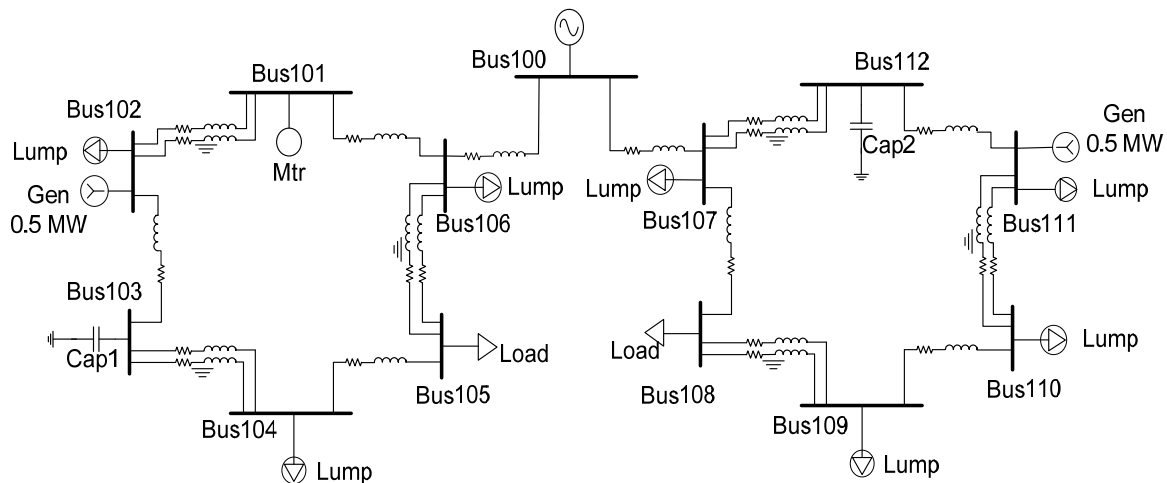 Bus100
Bus101
Bus112
Bus102
Gen
0.5 MW
Lump
Mtr
Cap2
Lump
Lump
Lump
Gen
0.5 MW
Bus106
Bus107
Bus111
Bus103
Cap1
Load
Load
Lump
Bus105
Bus108
Bus110
Bus104
Bus109
Lump
Lump